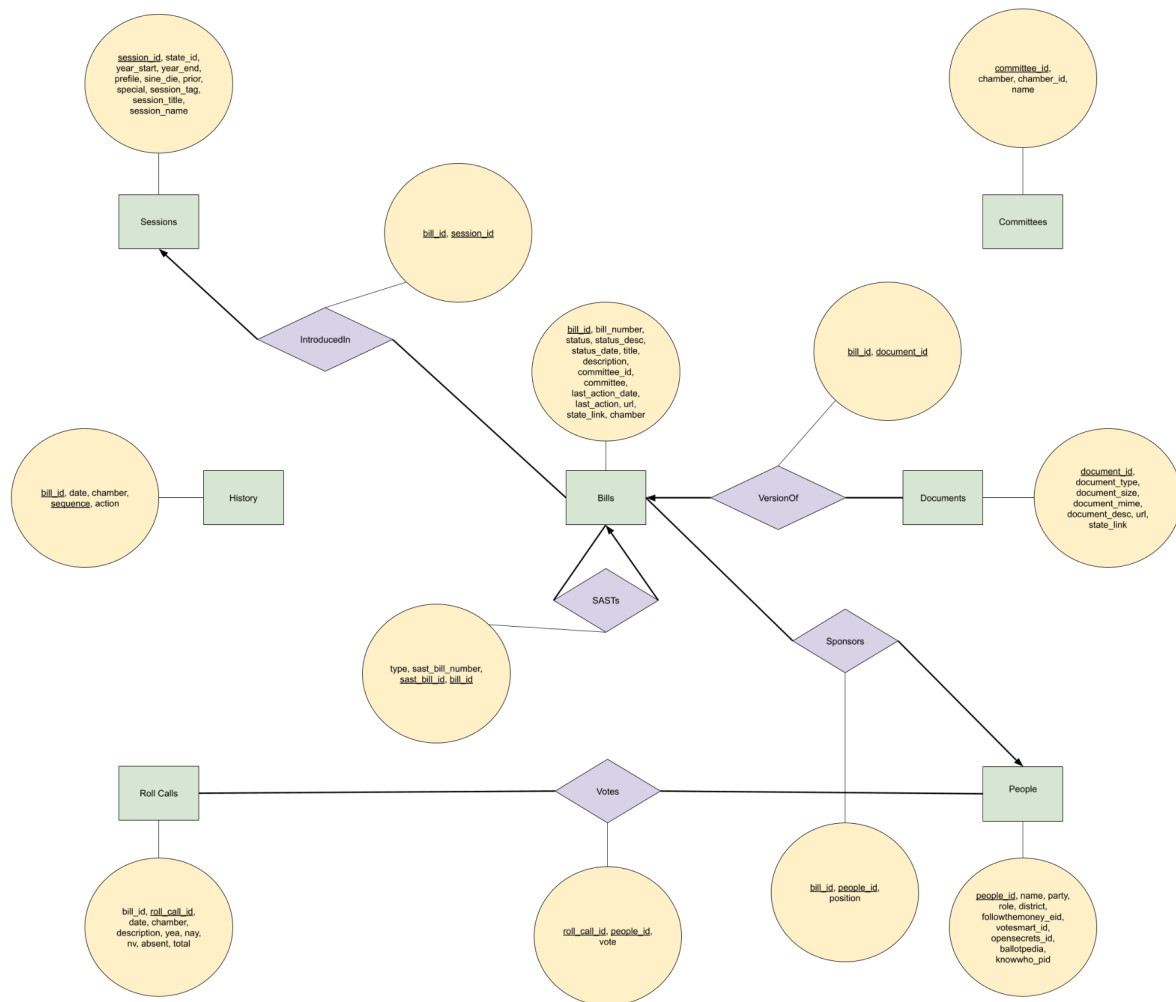 session_id, state_id,
year_start, year_end,
prefile, sine_die, prior,
special, session_tag,
session_title,
session_name
committee_id,
chamber, chamber_id,
name
Sessions
Committees
bill_id, session_id
IntroducedIn
bill_id, bill_number,
status, status_desc,
status_date, title,
description,
committee_id,
committee,
last_action_date,
last_action, url,
state_link, chamber
bill_id, document_id
bill_id, date, chamber,
sequence, action
History
Bills
VersionOf
Documents
document_id,
document_type,
document_size,
document_mime,
document_desc, url,
state_link
SASTs
type, sast_bill_number,
sast_bill_id, bill_id
Sponsors
Roll Calls
Votes
People
bill_id, roll_call_id,
date, chamber,
description, yea, nay,
nv, absent, total
roll_call_id, people_id,
vote
bill_id, people_id,
position
people_id, name, party,
role, district,
followthemoney_eid,
votesmart_id,
opensecrets_id,
ballotpedia,
knowwho_pid